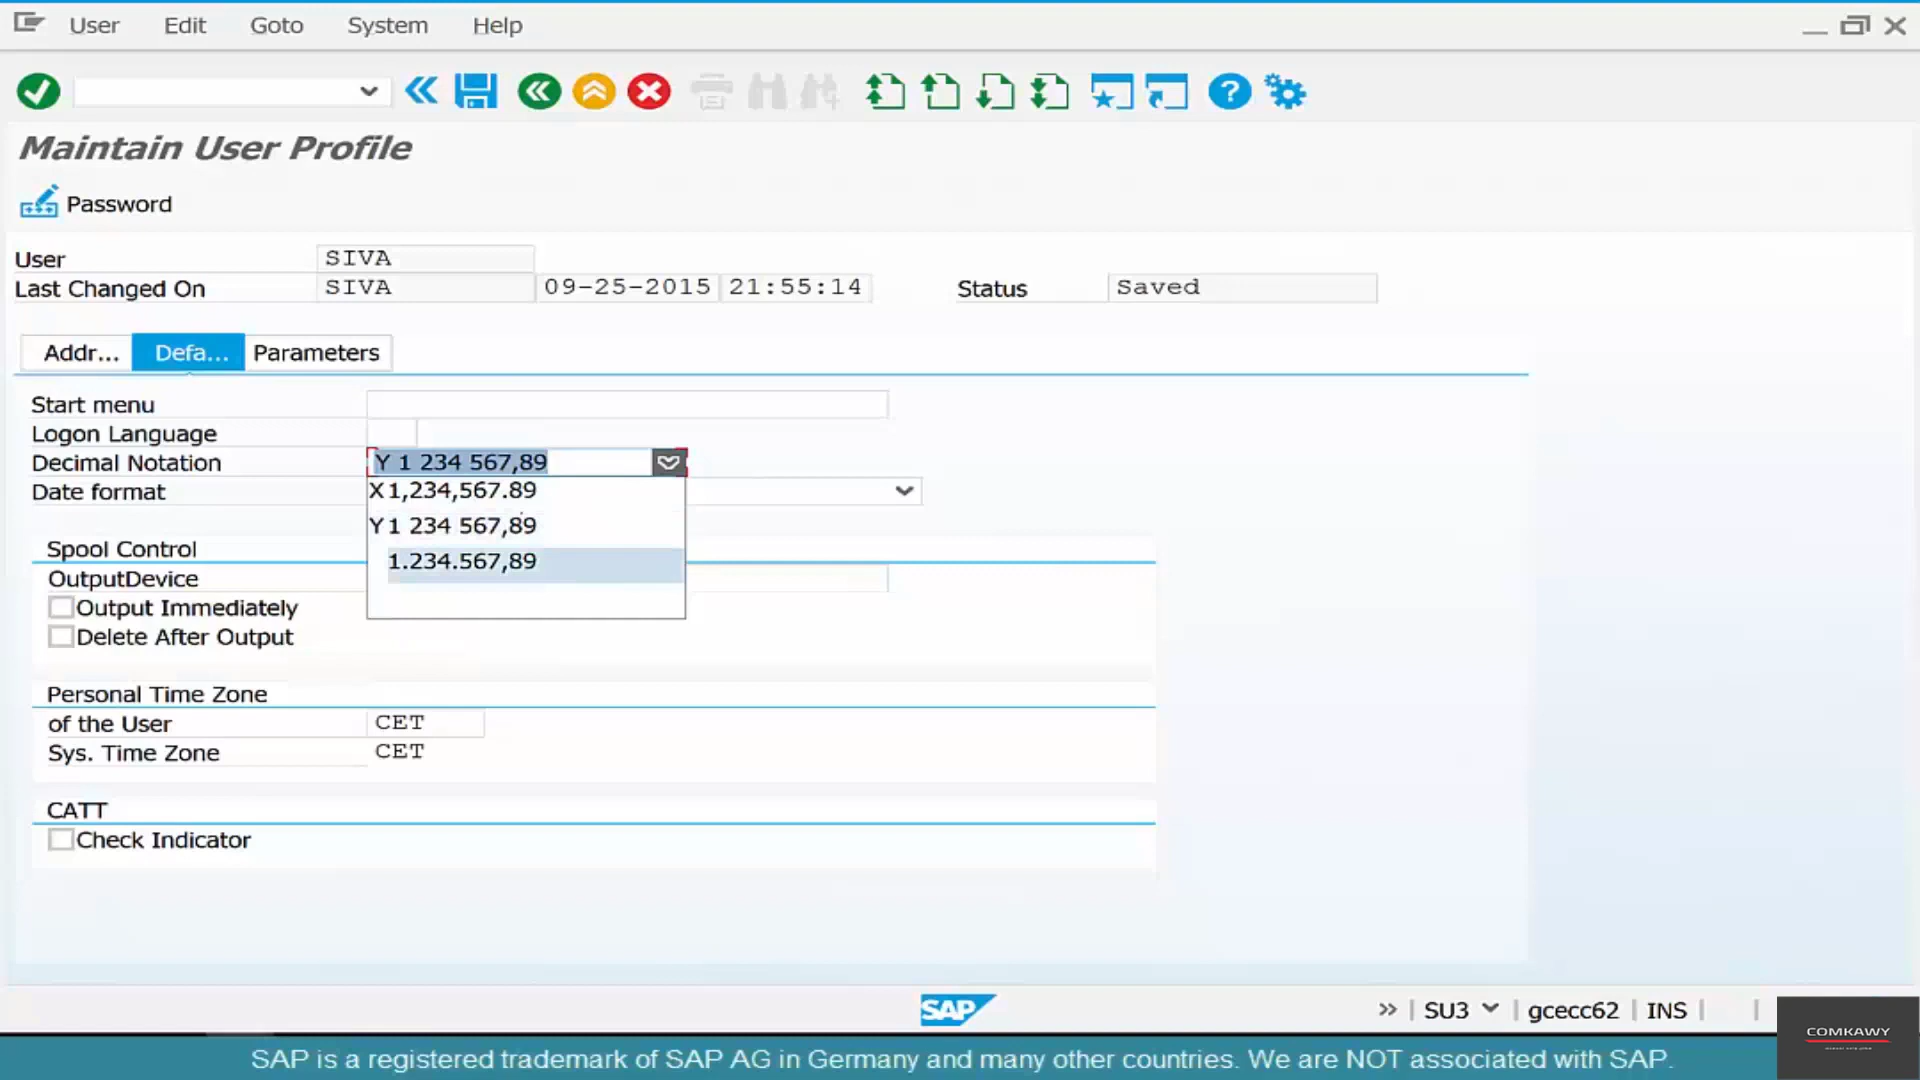 User Edit Goto System Help
Maintain User Profile
Password
User SIVA
Last Changed On SIVA 09-25-2015 21:55:14 Status Saved
Addr... Defa... Parameters
Start menu
Logon Language
Decimal Notation Y 1 234 567,89
X 1,234,567.89
Date format
Y 1 234 567,89
Spool Control
1.234.567,89
OutputDevice
Output Immediately
Delete After Output
Personal Time Zone
of the User CET
Sys. Time Zone CET
CATT
Check Indicator
SAP SU3 gcecc62 INS
COMKAWY
SAP is a registered trademark of SAP AG in Germany and many other countries. We are NOT associated with SAP.